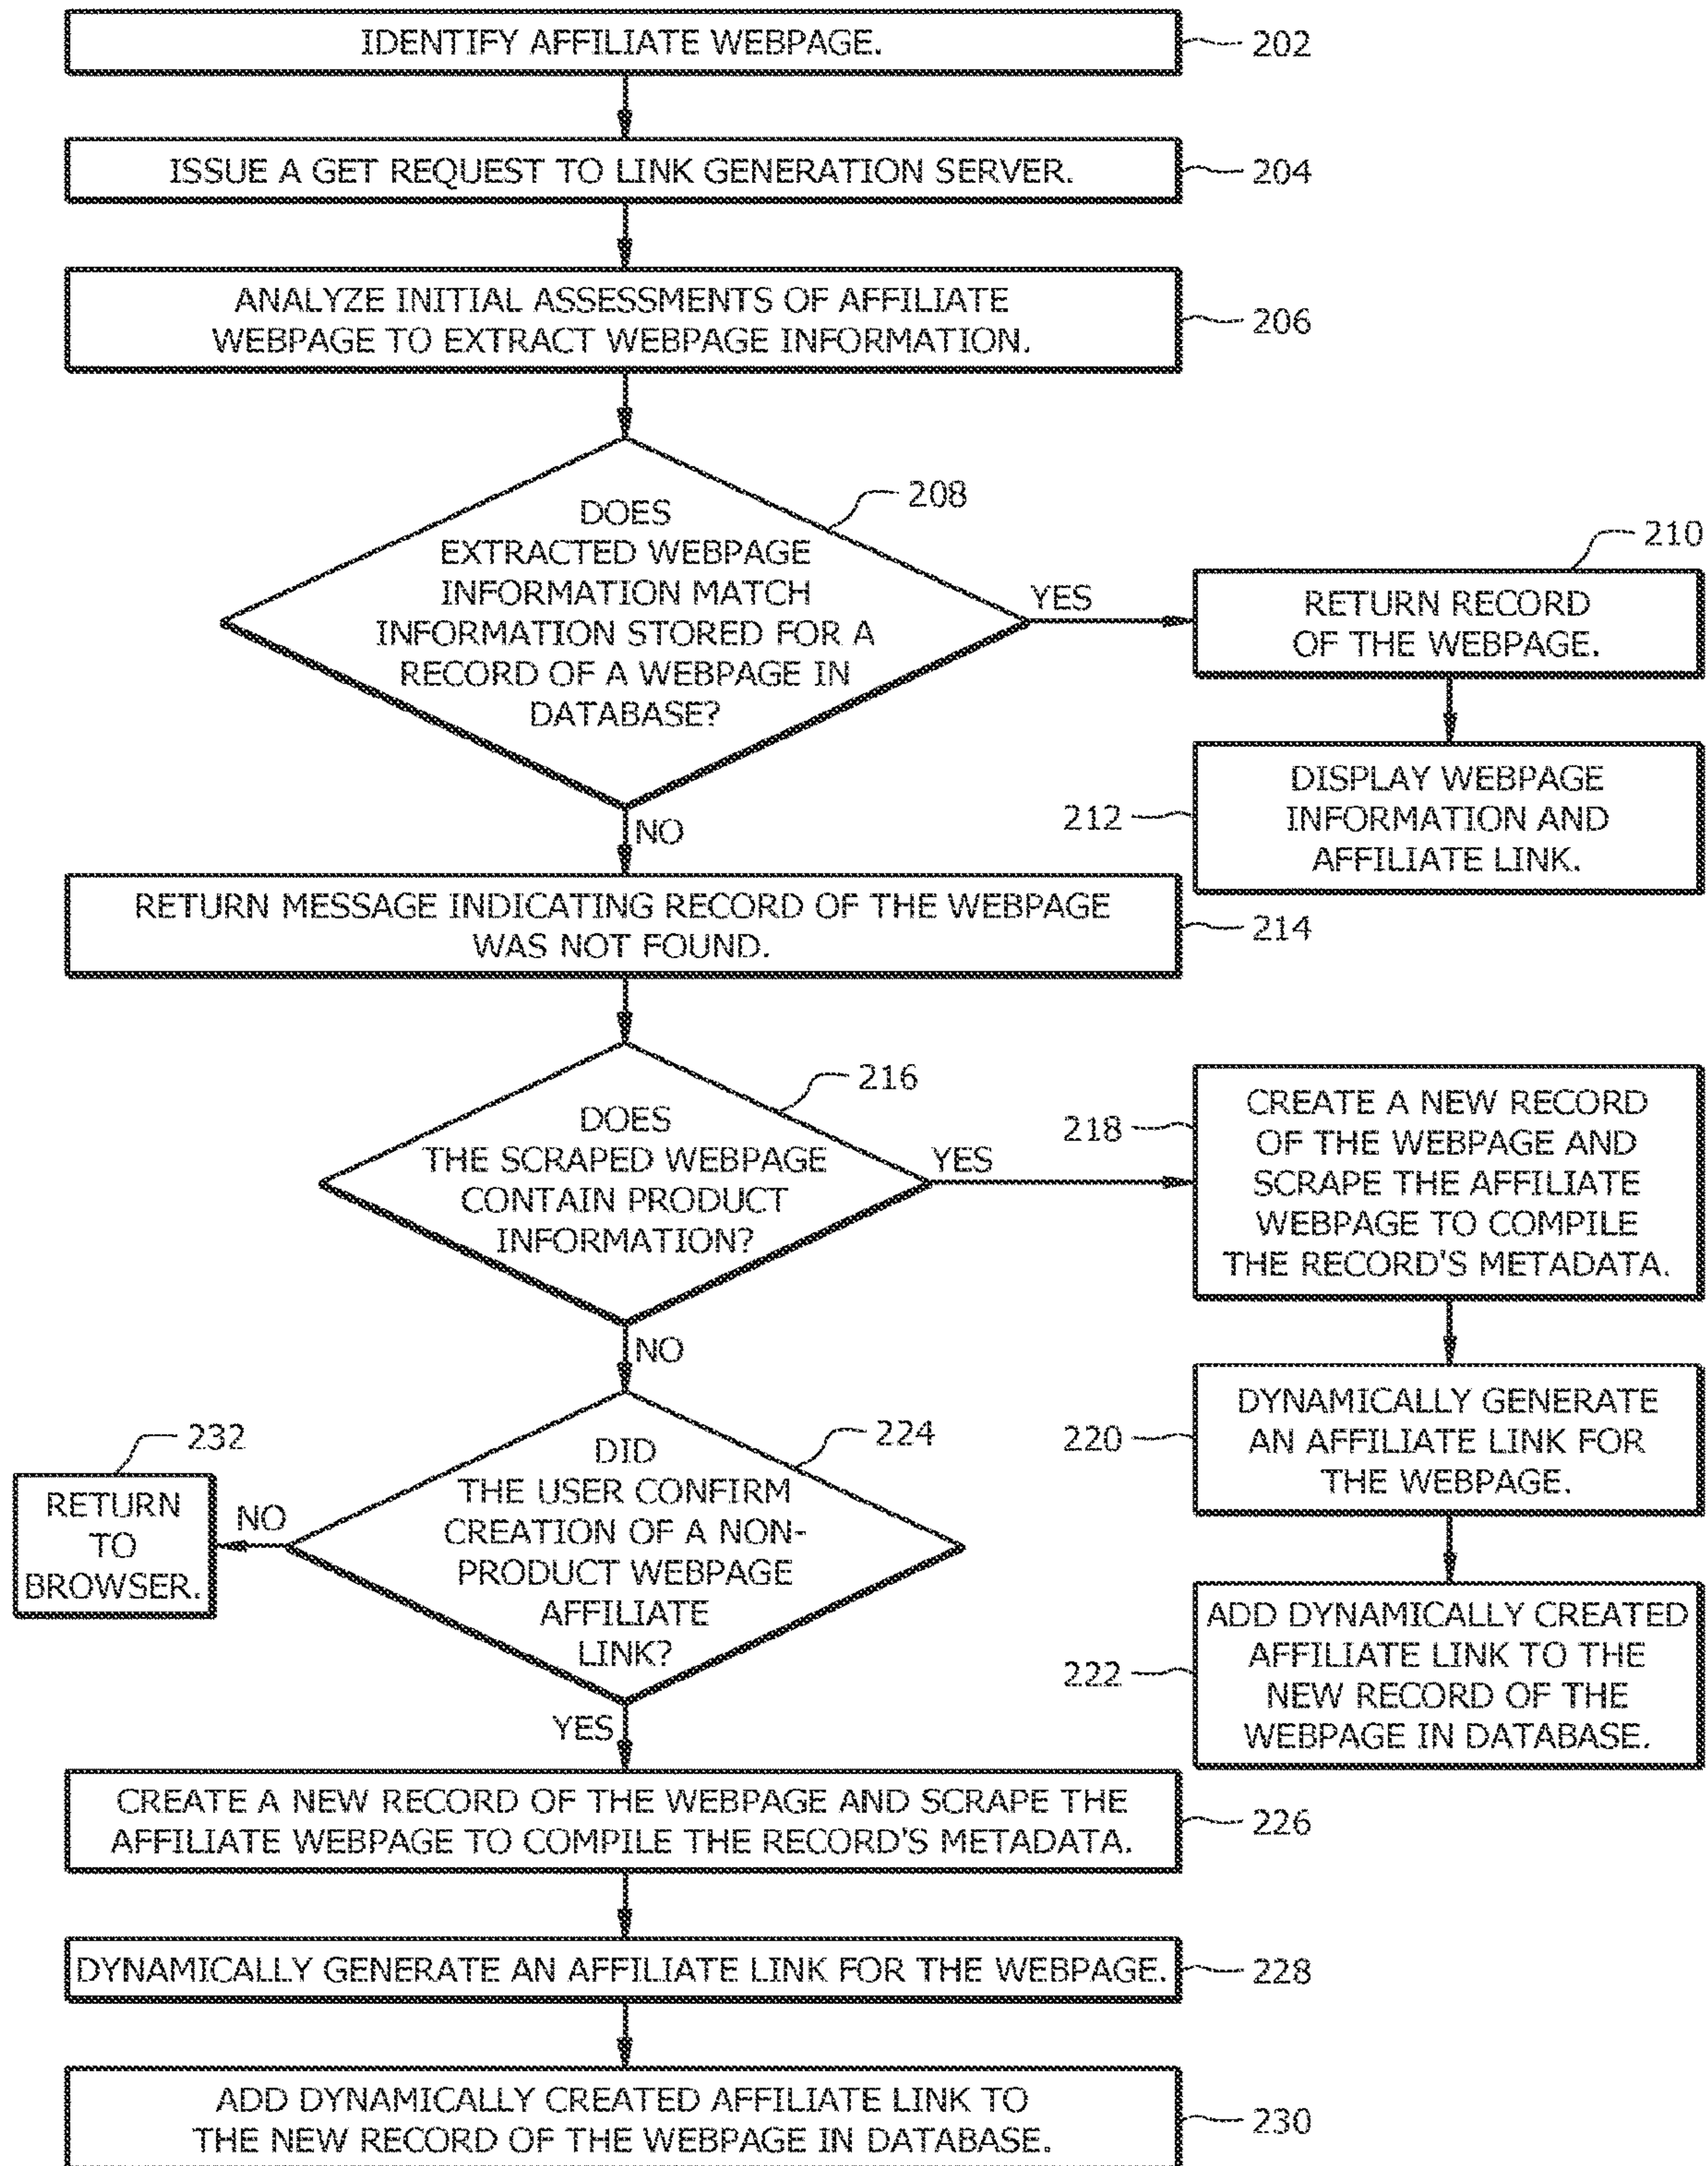 IDENTIFY AFFILIATE WEBPAGE.
202
ISSUE A GET REQUEST TO LINK GENERATION SERVER.
204
ANALYZE INITIAL ASSESSMENTS OF AFFILIATE
WEBPAGE TO EXTRACT WEBPAGE INFORMATION.
206
208
DOES
EXTRACTED WEBPAGE
INFORMATION MATCH
INFORMATION STORED FOR A
RECORD OF A WEBPAGE IN
DATABASE?
YES
210
RETURN RECORD
OF THE WEBPAGE.
212
DISPLAY WEBPAGE
INFORMATION AND
AFFILIATE LINK.
NO
RETURN MESSAGE INDICATING RECORD OF THE WEBPAGE
WAS NOT FOUND.
214
216
DOES
THE SCRAPED WEBPAGE
CONTAIN PRODUCT
INFORMATION?
YES
218
CREATE A NEW RECORD
OF THE WEBPAGE AND
SCRAPE THE AFFILIATE
WEBPAGE TO COMPILE
THE RECORD'S METADATA.
220
DYNAMICALLY GENERATE
AN AFFILIATE LINK FOR
THE WEBPAGE.
222
ADD DYNAMICALLY CREATED
AFFILIATE LINK TO THE
NEW RECORD OF THE
WEBPAGE IN DATABASE.
NO
224
DID
THE USER CONFIRM
CREATION OF A NON-
PRODUCT WEBPAGE
AFFILIATE
LINK?
NO
232
RETURN
TO
BROWSER.
YES
CREATE A NEW RECORD OF THE WEBPAGE AND SCRAPE THE
AFFILIATE WEBPAGE TO COMPILE THE RECORD'S METADATA.
226
DYNAMICALLY GENERATE AN AFFILIATE LINK FOR THE WEBPAGE.
228
ADD DYNAMICALLY CREATED AFFILIATE LINK TO
THE NEW RECORD OF THE WEBPAGE IN DATABASE.
230